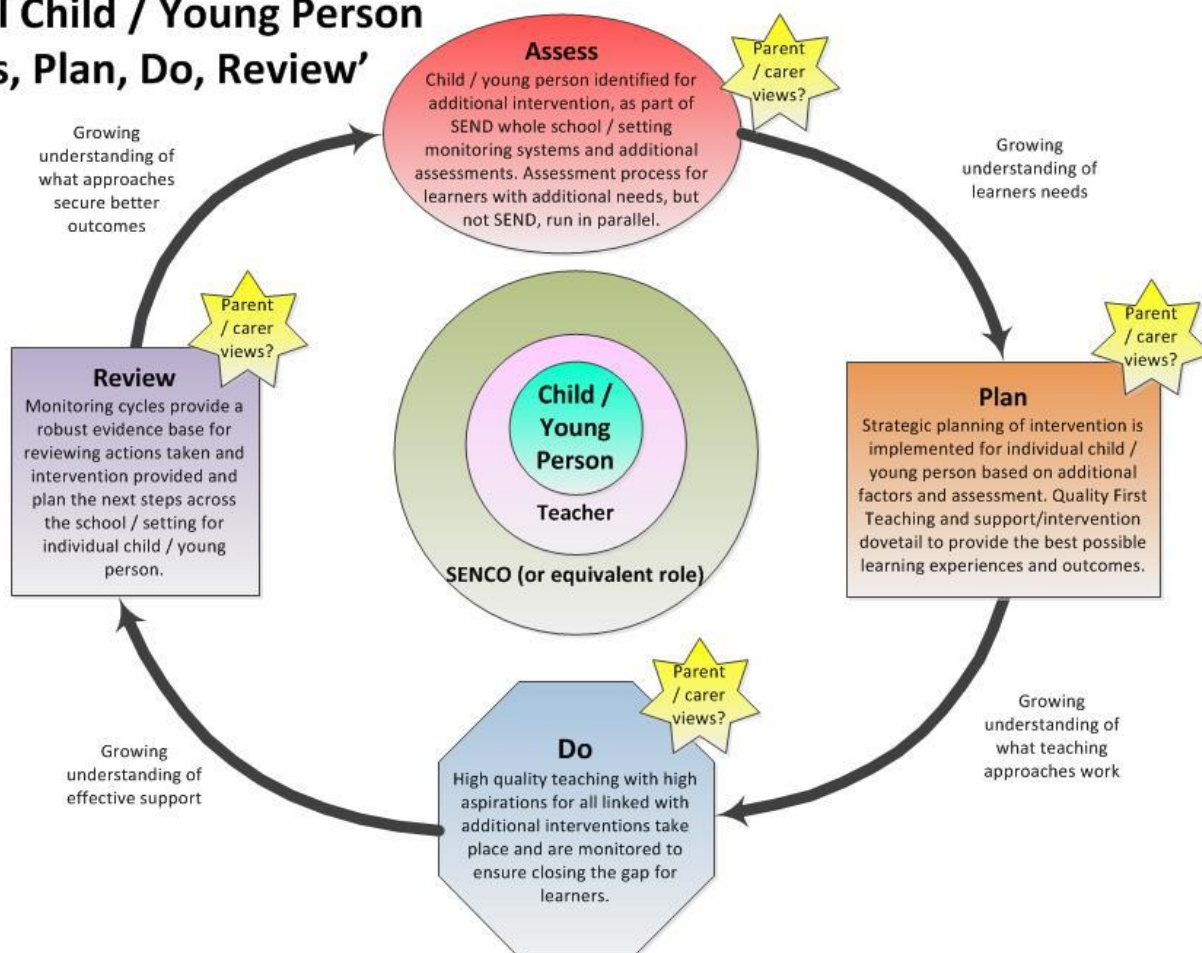 l Child / Young Person
s, Plan, Do, Review’
Assess
Child / young person identified for
additional intervention, as part of
SEND whole school / setting
monitoring systems and additional
assessments. Assessment process for
learners with additional needs, but
not SEND, run in parallel.
Parent
/ carer
views?
Growing
understanding of
what approaches
secure better
outcomes
Growing
understanding of
learners needs
Parent
/ carer
views?
Review
Monitoring cycles provide a
robust evidence base for
reviewing actions taken and
intervention provided and
plan the next steps across
the school / setting for
individual child / young
person.
Child /
Young
Person
Teacher
SENCO (or equivalent role)
Parent
/ carer
views?
Plan
Strategic planning of intervention is
implemented for individual child /
young person based on additional
factors and assessment. Quality First
Teaching and support/intervention
dovetail to provide the best possible
learning experiences and outcomes.
Growing
understanding of
effective support
Parent
/ carer
views?
Do
High quality teaching with high
aspirations for all linked with
additional interventions take
place and are monitored to
ensure closing the gap for
learners.
Growing
understanding of
what teaching
approaches work